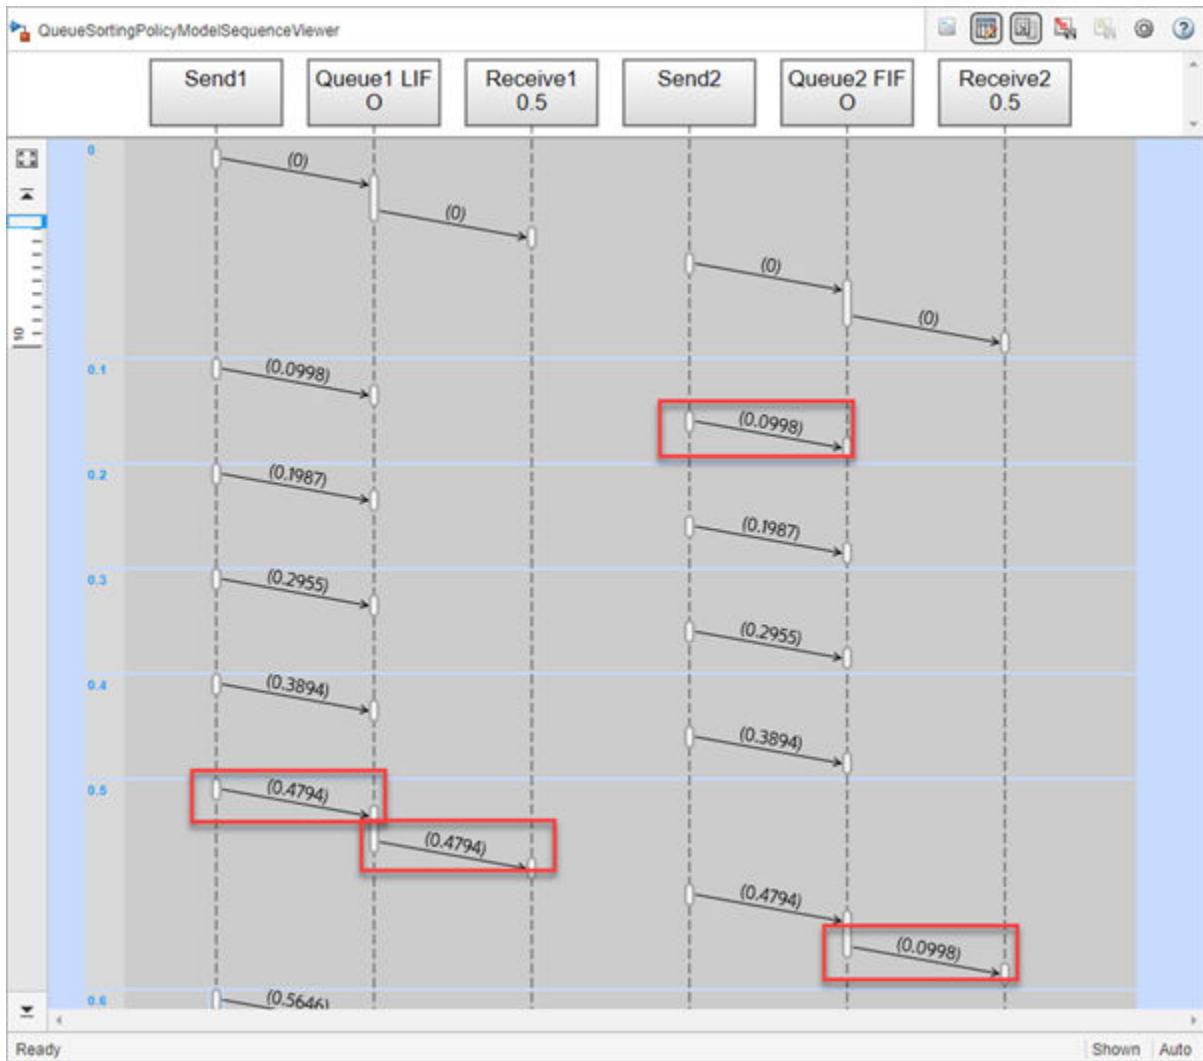 QueueSortingPolicyModelSequenceViewer
Send1
Queue1 LIF
O
Receive1
0.5
Send2
Queue2 FIF
O
Receive2
0.5
0
(0)
(0)
(0)
(0)
0.1
(0.0998)
(0.0998)
0.2
(0.1987)
(0.1987)
0.3
(0.2955)
(0.2955)
0.4
(0.3894)
(0.3894)
0.5
(0.4794)
(0.4794)
(0.4794)
(0.0998)
0.6
(0.5646)
10
Ready
Shown Auto